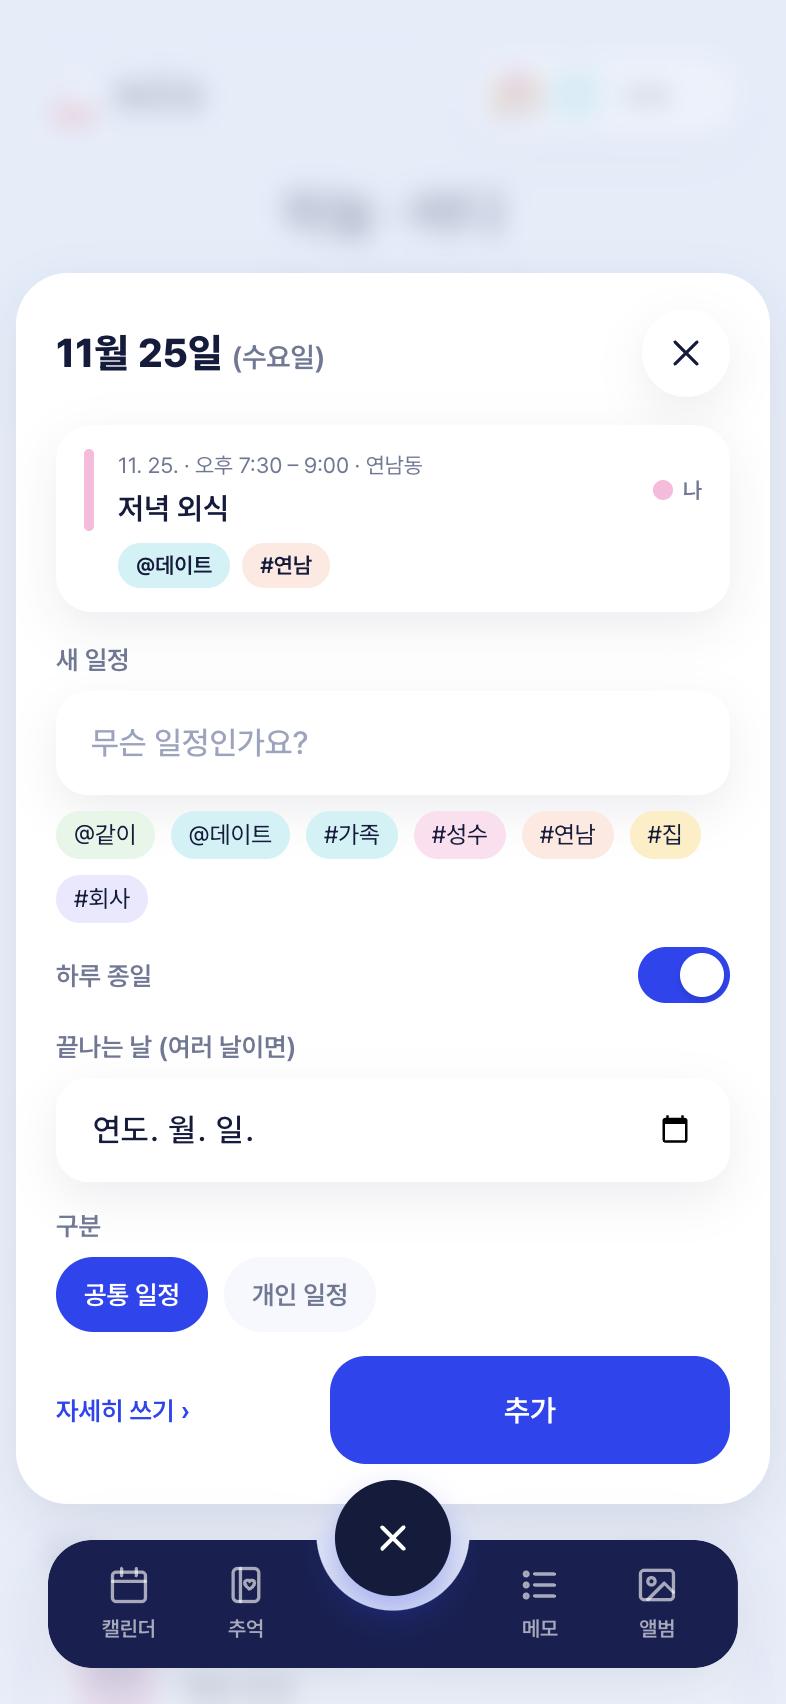 11월 25일 (수요일)
11. 25. · 오후 7:30 – 9:00 · 연남동
저녁 외식
나
@데이트 #연남
새 일정
무슨 일정인가요?
@같이 @데이트 #가족 #성수 #연남 #집
#회사
하루 종일
끝나는 날 (여러 날이면)
연도. 월. 일.
구분
공통 일정 개인 일정
자세히 쓰기 › 추가
캘린더 추억 메모 앨범